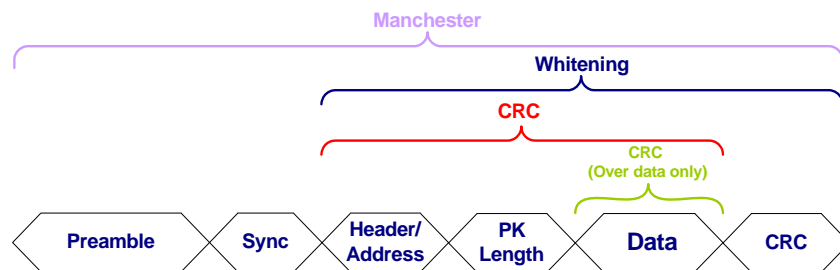 Manchester
Whitening
CRC
CRC
(Over data only)
Preamble
Sync
Header/
Address
PK
Length
Data
CRC